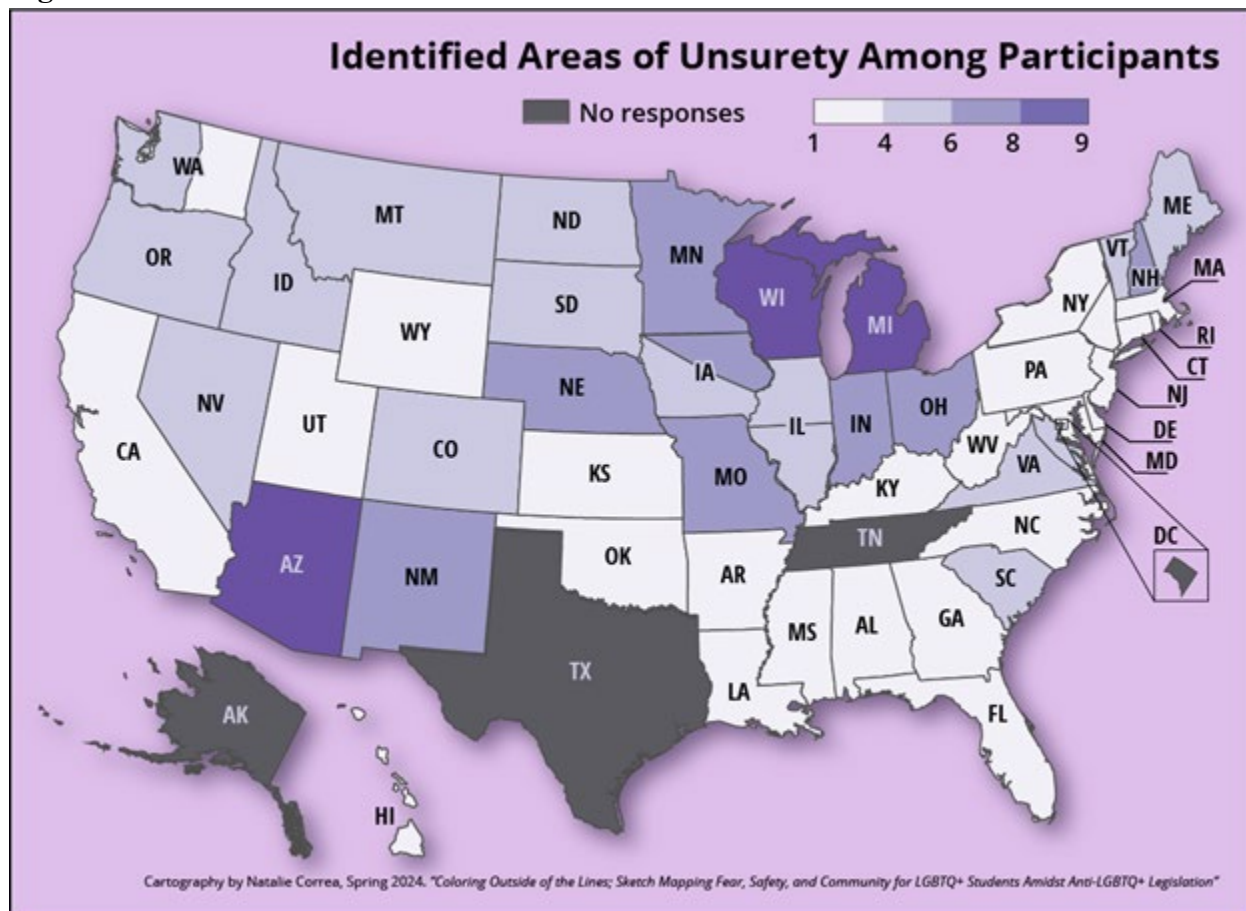 Identified Areas of Unsurety Among Participants
No responses
1 4 6 8 9
WA
MT
ND
MN
ME
VT
NH
MA
OR
ID
SD
WI
MI
NY
RI
CT
WY
IA
PA
NJ
NV
NE
IL
IN
OH
DE
MD
CA
UT
CO
KS
MO
WV
VA
KY
DC
AZ
NM
OK
AR
TN
NC
SC
MS
AL
GA
TX
LA
FL
AK
HI
Cartography by Natalie Correa, Spring 2024. "Coloring Outside of the Lines; Sketch Mapping Fear, Safety, and Community for LGBTQ+ Students Amidst Anti-LGBTQ+ Legislation"